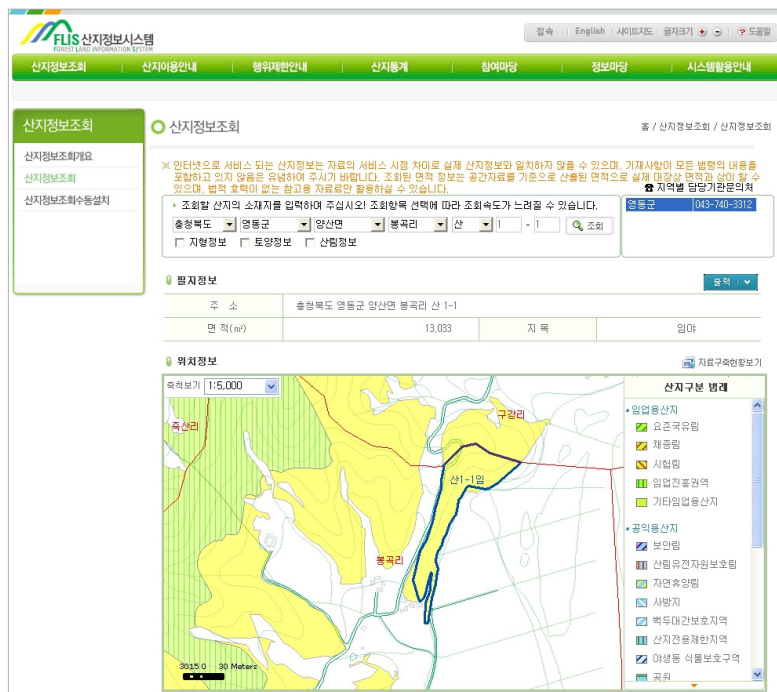 FLIS 산지정보시스템
FOREST LAND INFORMATION SYSTEM
접속 English 사이트지도 글자크기 ? 도움말
산지정보조회 산지이용안내 행위제한안내 산지통계 참여마당 정보마당 시스템활용안내
산지정보조회
산지정보조회개요
산지정보조회
산지정보조회수동설치
산지정보조회
홈 / 산지정보조회 / 산지정보조회
※ 인터넷으로 서비스 되는 산지정보는 자료의 서비스 시점 차이로 실제 산지정보와 일치하지 않을 수 있으며, 기재사항이 모든 법령의 내용을
포함하고 있지 않음은 유념하여 주시기 바랍니다. 조회된 면적 정보는 공간자료를 기준으로 산출된 면적으로 실제 대장상 면적과 상이 할 수
있으며, 법적 효력이 없는 참고용 자료로만 활용하실 수 있습니다.
☎ 지역별 담당기관문의처
조회할 산지의 소재지를 입력하여 주십시오! 조회항목 선택에 따라 조회속도가 느려질 수 있습니다.
영동군 043-740-3312
충청북도 영동군 양산면 봉곡리 산 1 - 1 조회
지형정보 토양정보 산림정보
필지정보
출력
주 소 충청북도 영동군 양산면 봉곡리 산 1-1
면 적(㎡) 13,033 지 목 임야
위치정보
자료구축현황보기
축척보기 1:5,000
죽산리
구강리
산1-1임
봉곡리
3015 0 30 Meters
산지구분 범례
임업용산지
요존국유림
채종림
시험림
임업진흥권역
기타임업용산지
공익용산지
보안림
산림유전자원보호림
자연휴양림
사방지
백두대간보호지역
산지전용제한지역
야생동 식물보호구역
공원